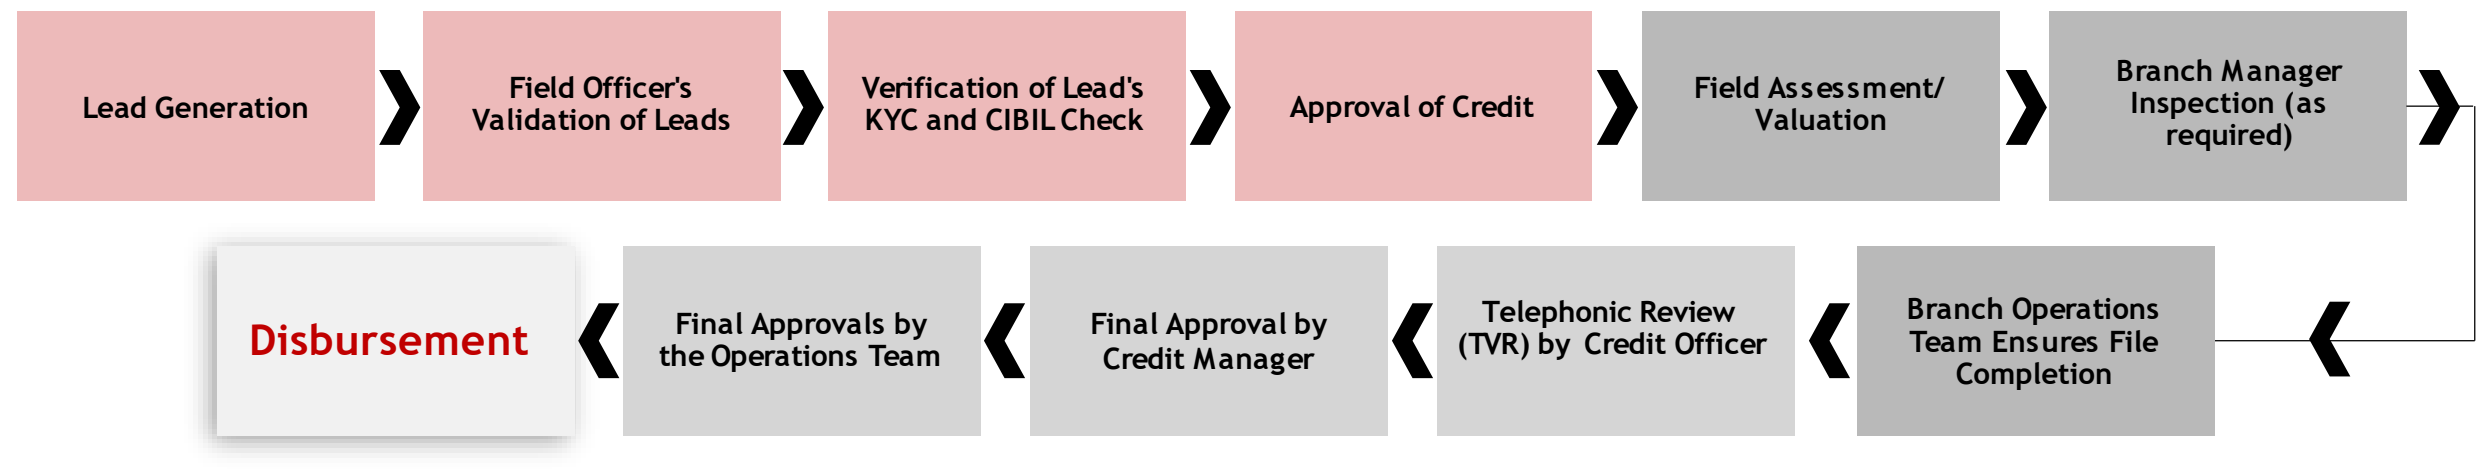 Lead Generation
Field Officer's
Validation of Leads
Verification of Lead's
KYC and CIBIL Check
Approval of Credit
Field Assessment/
Valuation
Branch Manager
Inspection (as
required)
Branch Operations
Team Ensures File
Completion
Telephonic Review
(TVR) by Credit Officer
Final Approval by
Credit Manager
Final Approvals by
the Operations Team
Disbursement